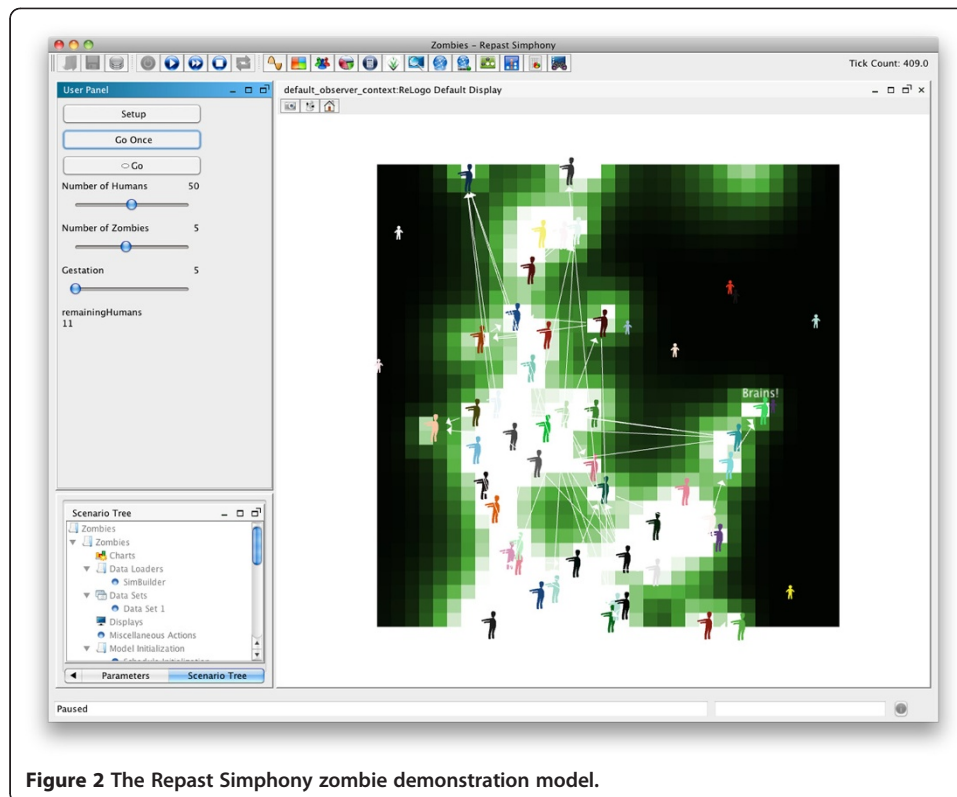 Zombies – Repast Simphony
Tick Count: 409.0
User Panel
Setup
Go Once
Go
Number of Humans 50
Number of Zombies 5
Gestation 5
remainingHumans
11
default_observer_context:ReLogo Default Display
Brains!
Scenario Tree
Zombies
Zombies
Charts
Data Loaders
SimBuilder
Data Sets
Data Set 1
Displays
Miscellaneous Actions
Model Initialization
Schedule Initialization
Parameters
Scenario Tree
Paused
Figure 2 The Repast Simphony zombie demonstration model.